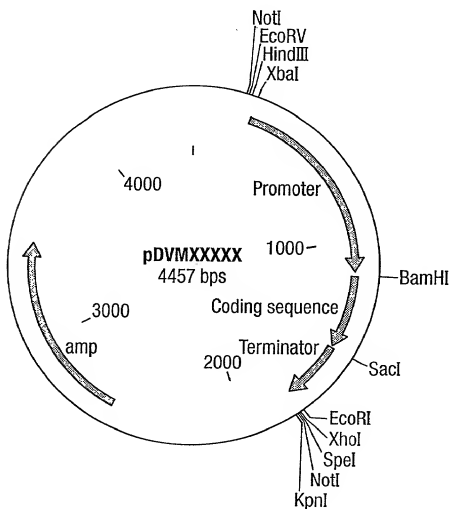 NotI
EcoRV
HindIII
XbaI
4000
Promoter
pDVMXXXXX
4457 bps
1000
BamHI
Coding sequence
3000
amp
Terminator
2000
SacI
EcoRI
XhoI
SpeI
NotI
KpnI